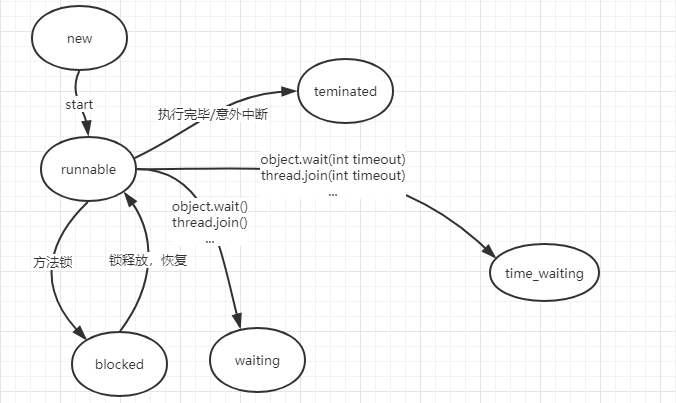 new
start
teminated
执行完毕/意外中断
runnable
object.wait(int timeout)
thread.join(int timeout)
...
object.wait()
thread.join()
...
方法锁
锁释放，恢复
time_waiting
blocked
waiting